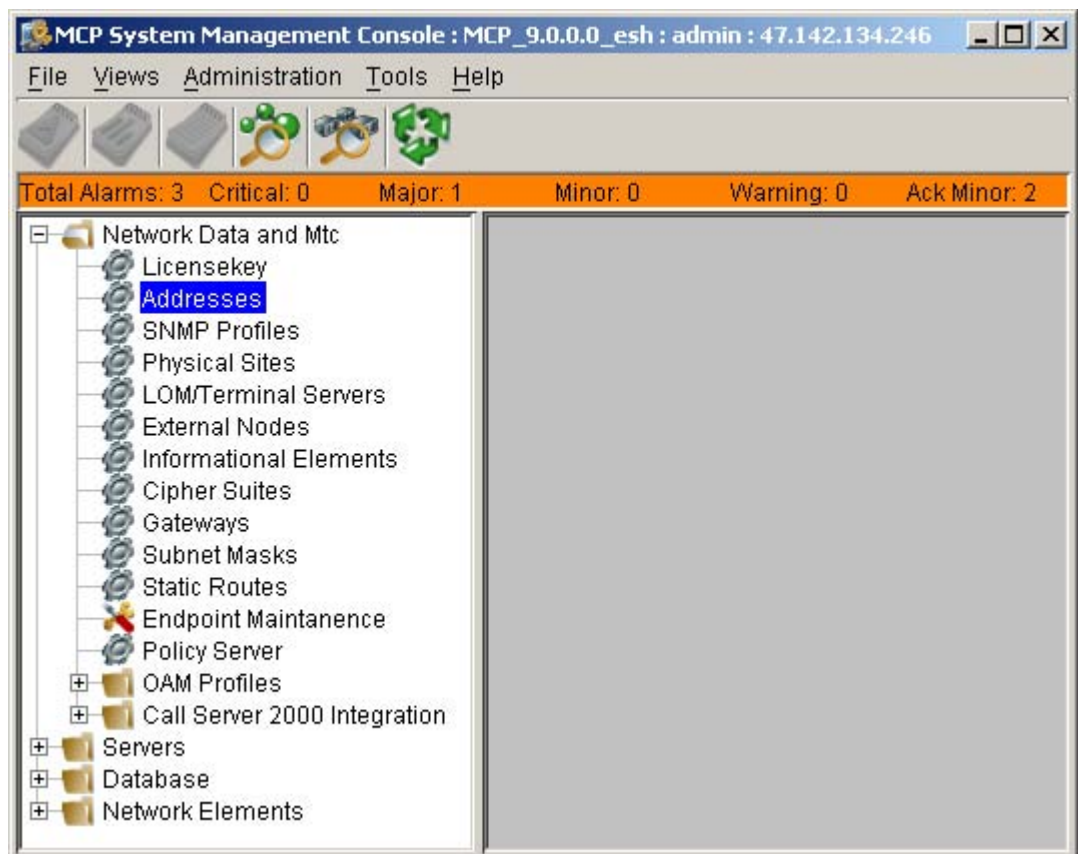 MCP System Management Console : MCP_9.0.0.0_esh : admin : 47.142.134.246
File Views Administration Tools Help
Total Alarms: 3 Critical: 0 Major: 1 Minor: 0 Warning: 0 Ack Minor: 2
Network Data and Mtc
Licensekey
Addresses
SNMP Profiles
Physical Sites
LOM/Terminal Servers
External Nodes
Informational Elements
Cipher Suites
Gateways
Subnet Masks
Static Routes
Endpoint Maintanence
Policy Server
OAM Profiles
Call Server 2000 Integration
Servers
Database
Network Elements